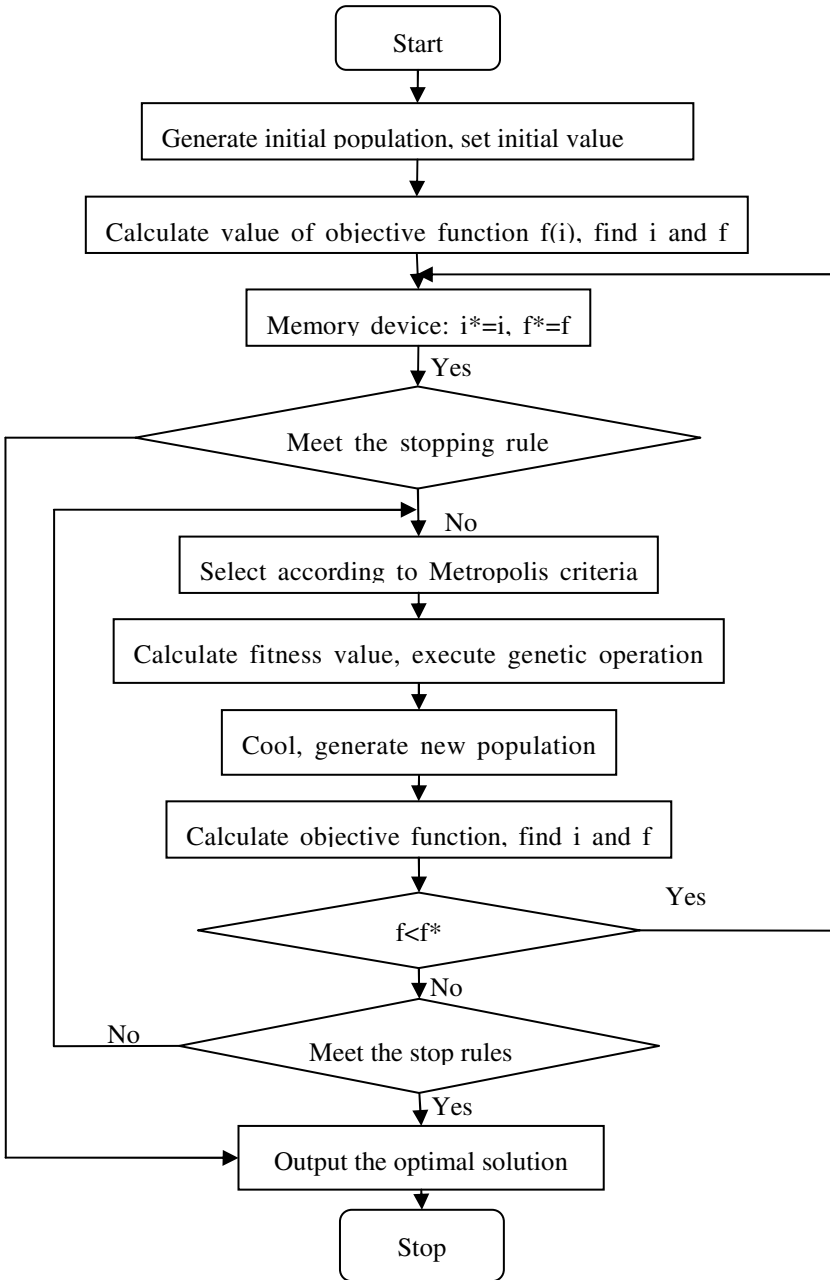 Start
Generate initial population, set initial value
Calculate value of objective function f(i), find i and f
Memory device: i*=i, f*=f
Yes
Meet the stopping rule
No
Select according to Metropolis criteria
Calculate fitness value, execute genetic operation
Cool, generate new population
Calculate objective function, find i and f
Yes
f<f*
No
No
Meet the stop rules
Yes
Output the optimal solution
Stop